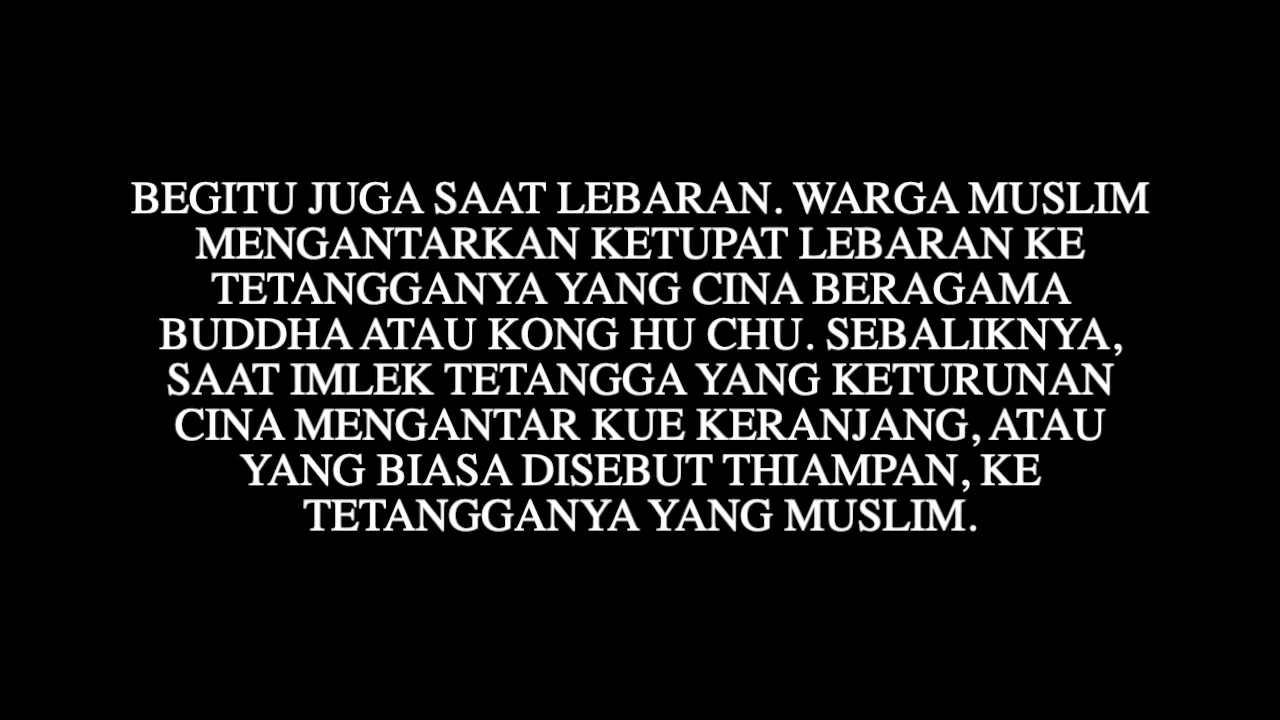 BEGITU JUGA SAAT LEBARAN. WARGA MUSLIM
MENGANTARKAN KETUPAT LEBARAN KE
TETANGGANYA YANG CINA BERAGAMA
BUDDHA ATAU KONG HU CHU. SEBALIKNYA,
SAAT IMLEK TETANGGA YANG KETURUNAN
CINA MENGANTAR KUE KERANJANG, ATAU
YANG BIASA DISEBUT THIAMPAN, KE
TETANGGANYA YANG MUSLIM.